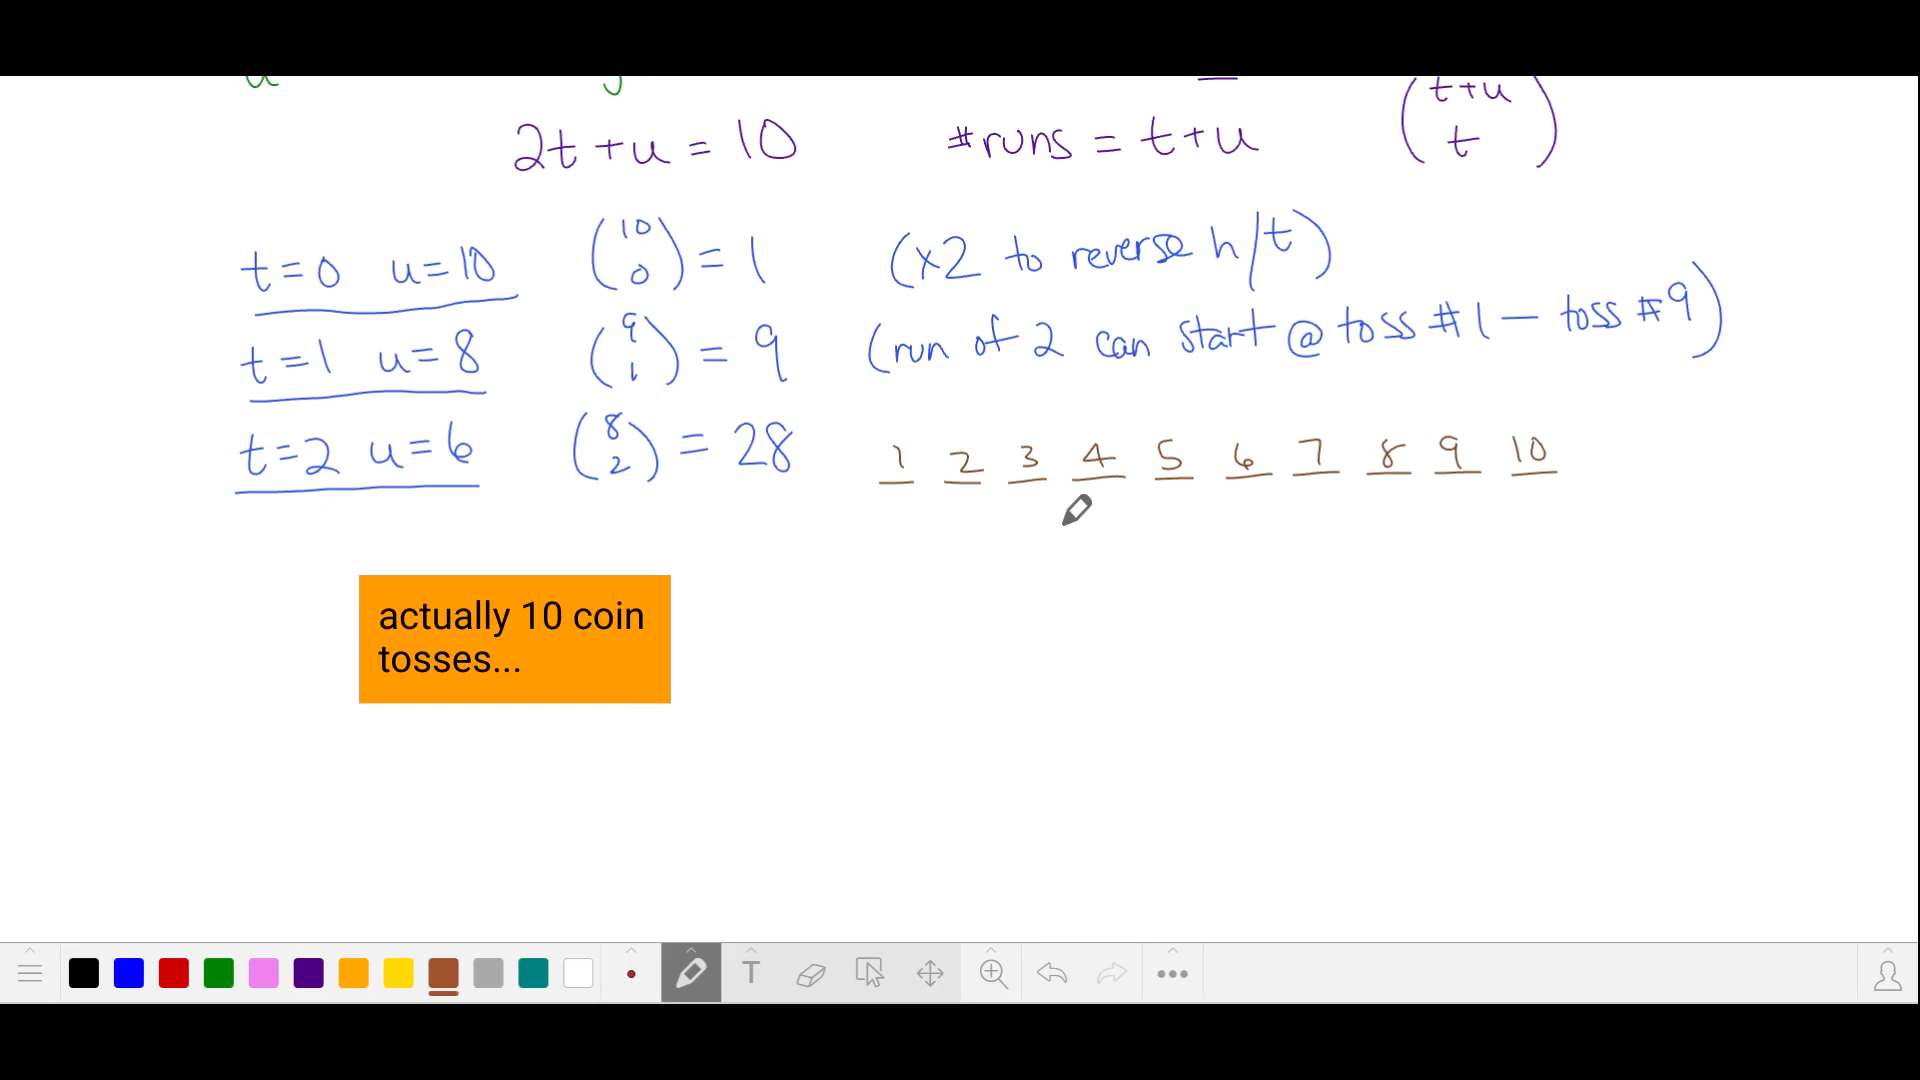 2t + u = 10 #runs = t + u (t+u t)
t = 0 u = 10 (10 0) = 1 (x2 to reverse h/t)
t = 1 u = 8 (9 1) = 9 (run of 2 can start @ toss #1 — toss #9)
t = 2 u = 6 (8 2) = 28 1 2 3 4 5 6 7 8 9 10
actually 10 coin
tosses...
T